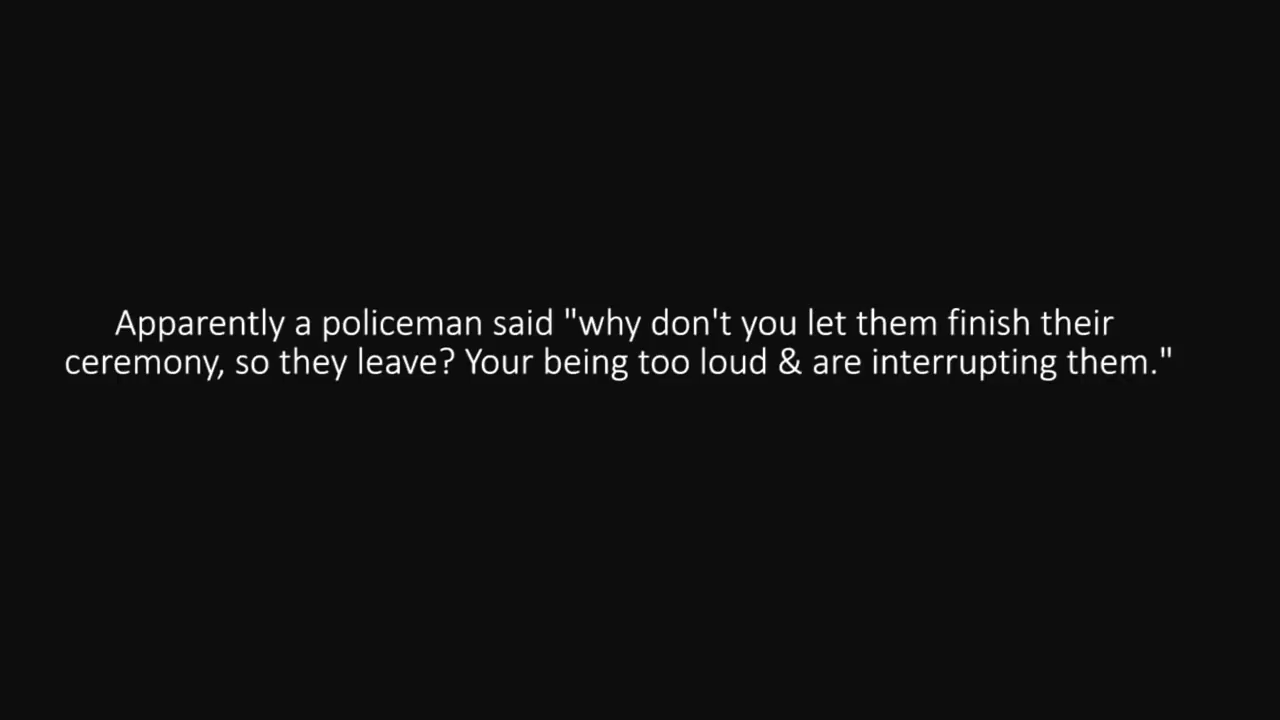 Apparently a policeman said "why don't you let them finish their
ceremony, so they leave? Your being too loud & are interrupting them."